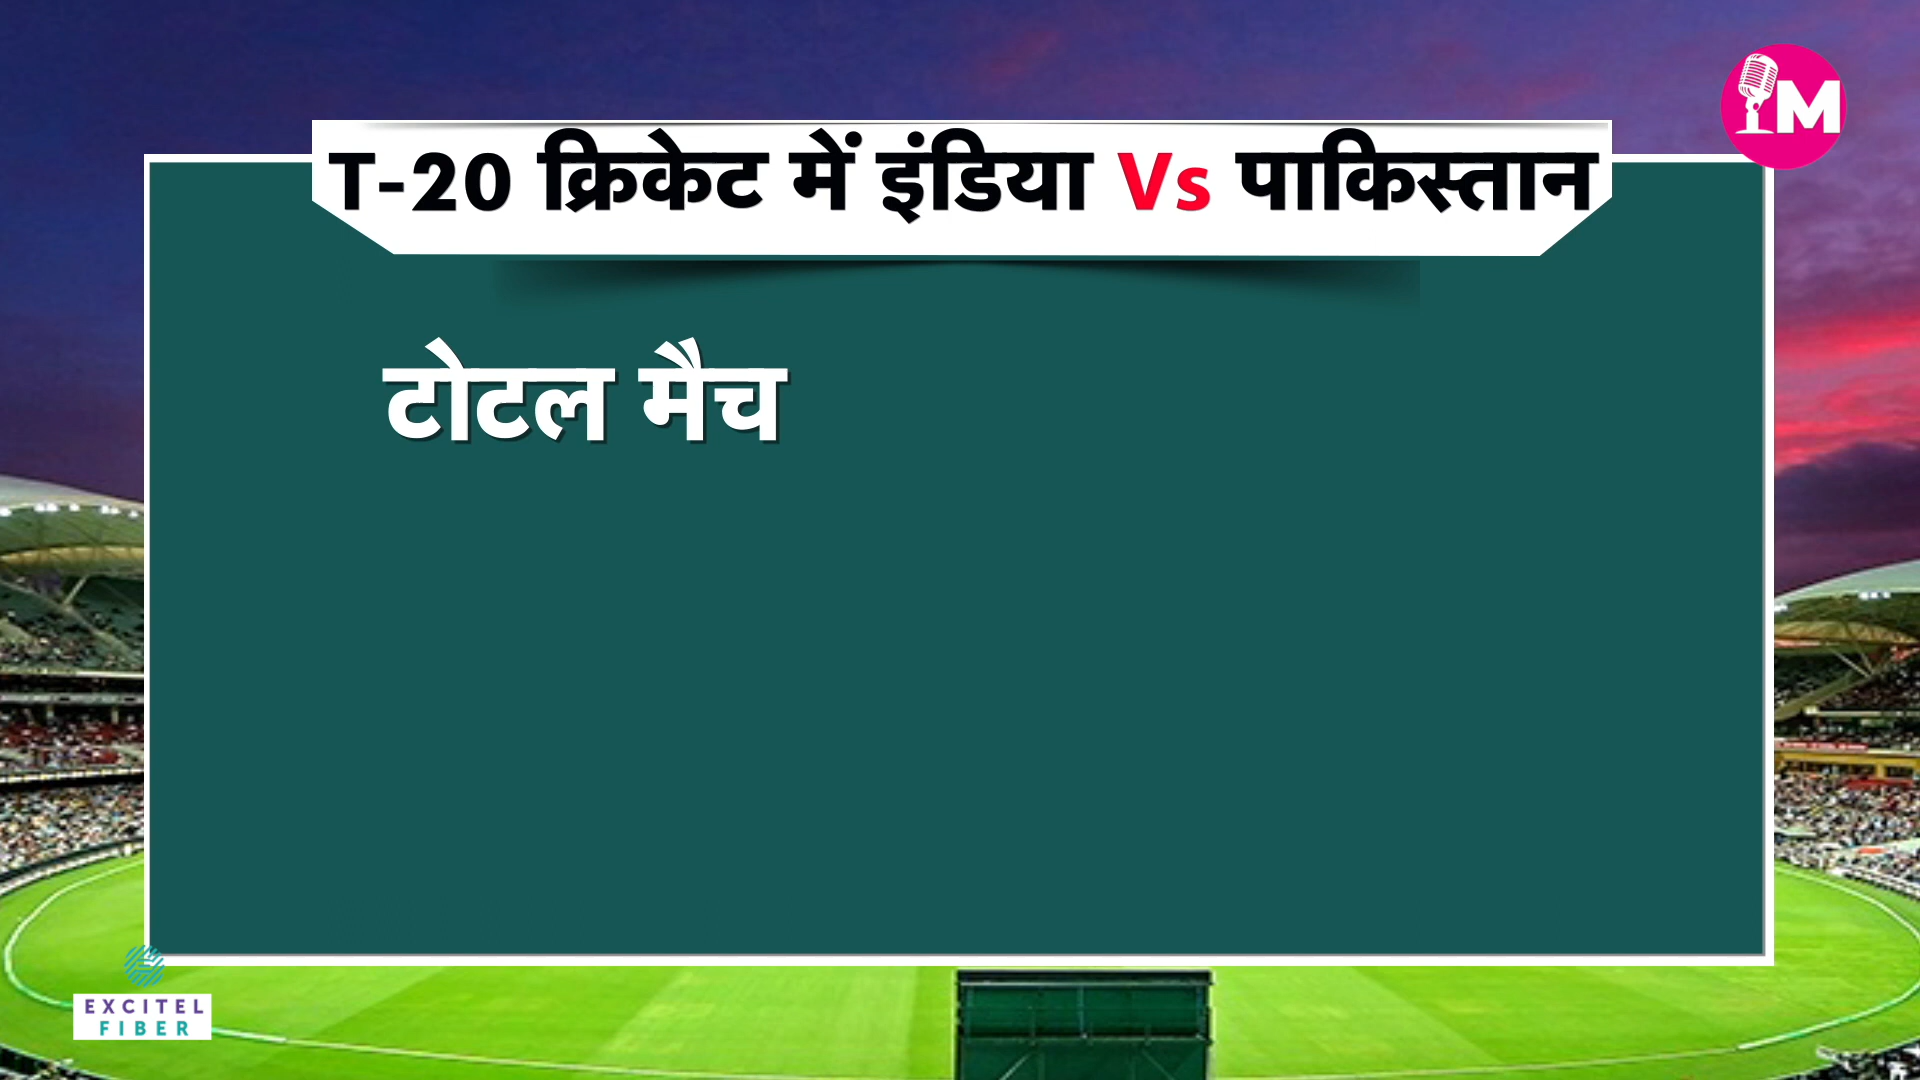 M
T-20 क्रिकेट में इंडिया Vs पाकिस्तान
टोटल मैच
EXCITEL
FIBER